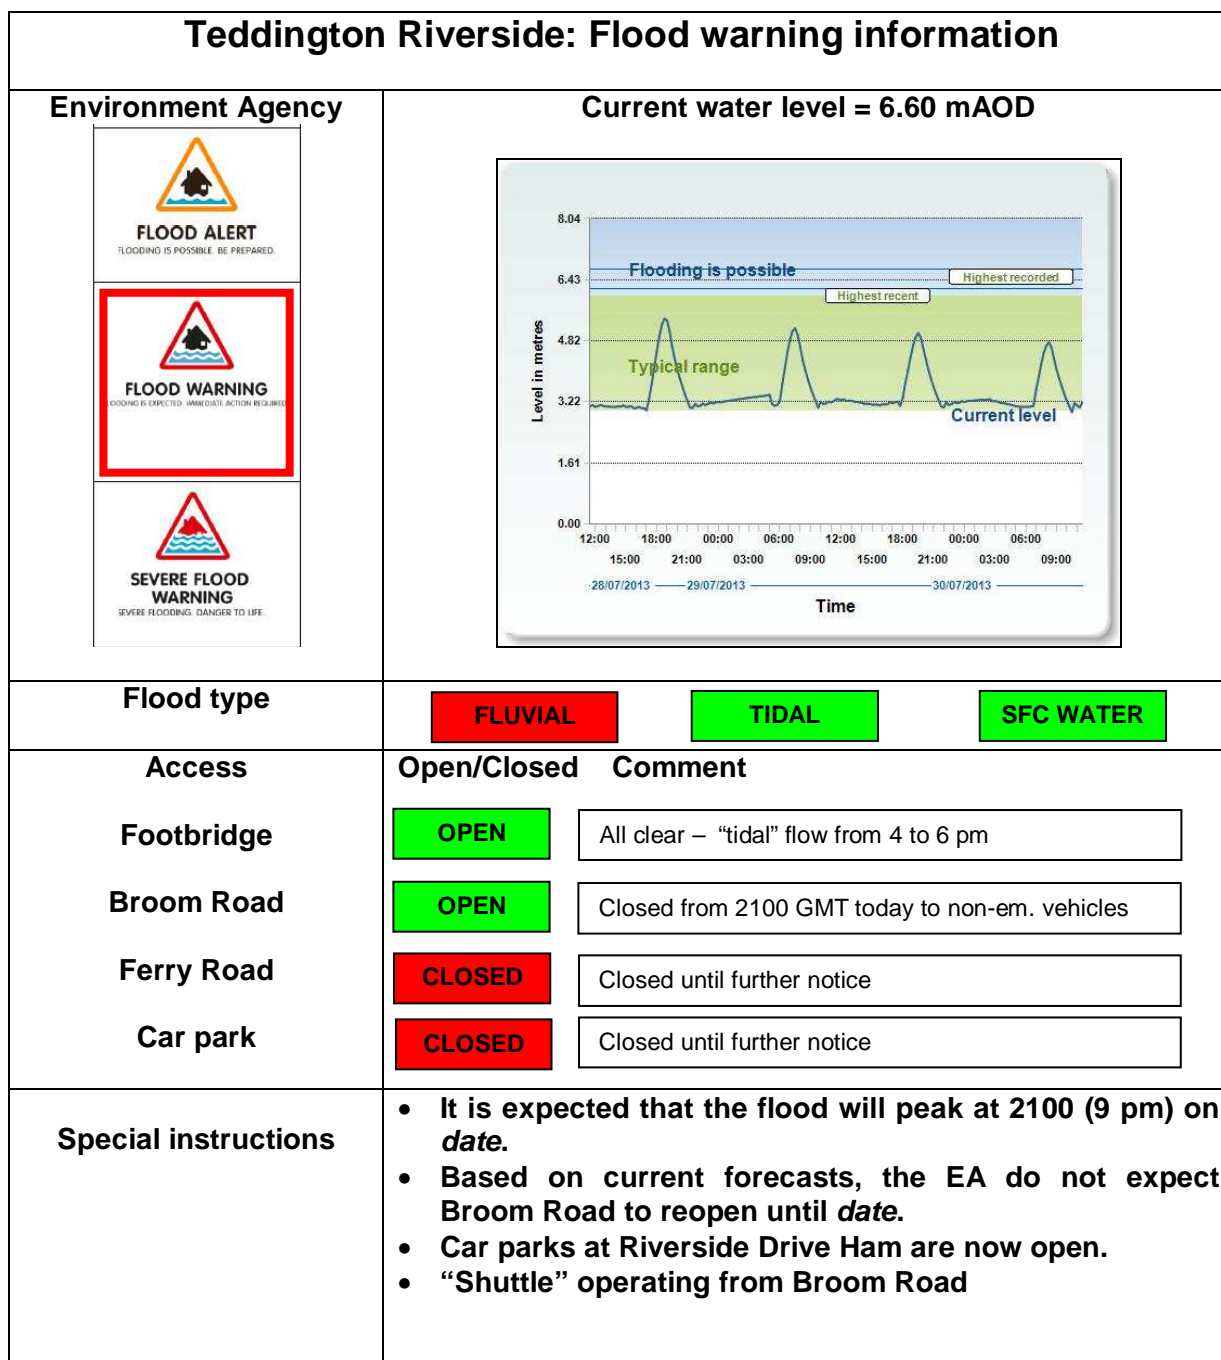 Teddington Riverside: Flood warning information
Environment Agency
FLOOD ALERT
FLOODING IS POSSIBLE. BE PREPARED.
FLOOD WARNING
LOODING IS EXPECTED. IMMEDIATE ACTION REQUIRED
SEVERE FLOOD
WARNING
SEVERE FLOODING. DANGER TO LIFE.
Current water level = 6.60 mAOD
Level in metres
8.04
6.43
4.82
3.22
1.61
0.00
Flooding is possible
Highest recorded
Highest recent
Typical range
Current level
12:00 18:00 00:00 06:00 12:00 18:00 00:00 06:00
15:00 21:00 03:00 09:00 15:00 21:00 03:00 09:00
28/07/2013 29/07/2013 30/07/2013
Time
Flood type
FLUVIAL TIDAL SFC WATER
Access Open/Closed Comment
Footbridge OPEN All clear – “tidal” flow from 4 to 6 pm
Broom Road OPEN Closed from 2100 GMT today to non-em. vehicles
Ferry Road CLOSED Closed until further notice
Car park CLOSED Closed until further notice
Special instructions
• It is expected that the flood will peak at 2100 (9 pm) on
date.
• Based on current forecasts, the EA do not expect
Broom Road to reopen until date.
• Car parks at Riverside Drive Ham are now open.
• “Shuttle” operating from Broom Road